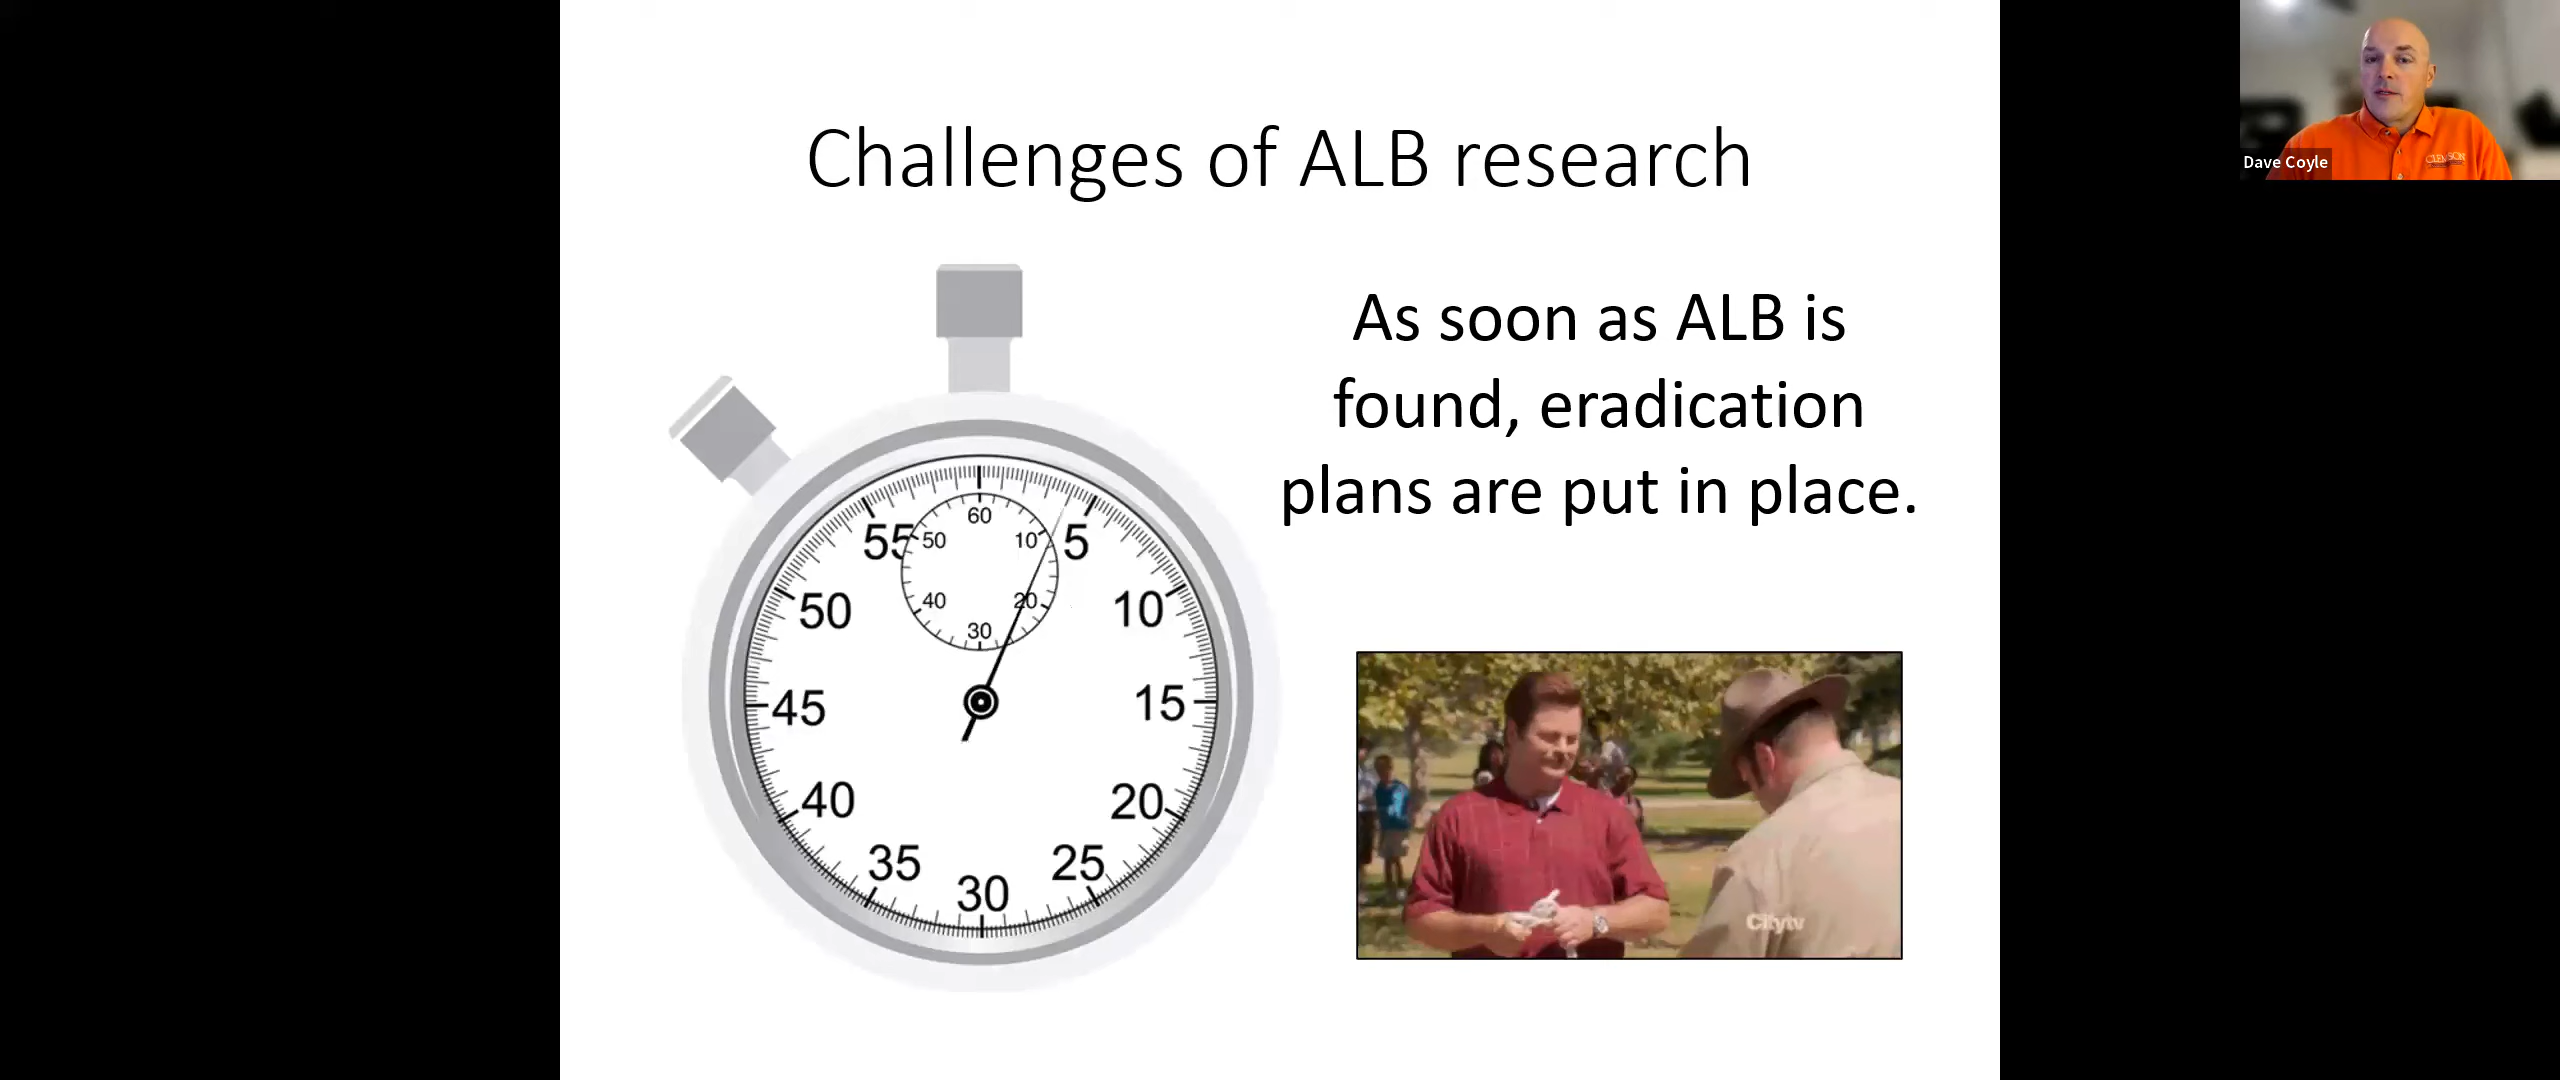 Challenges of ALB research
As soon as ALB is
found, eradication
plans are put in place.
60
55
50
10
5
50
40
20
10
30
45
15
40
20
35
25
30
Citytv
Dave Coyle
CLEMSON